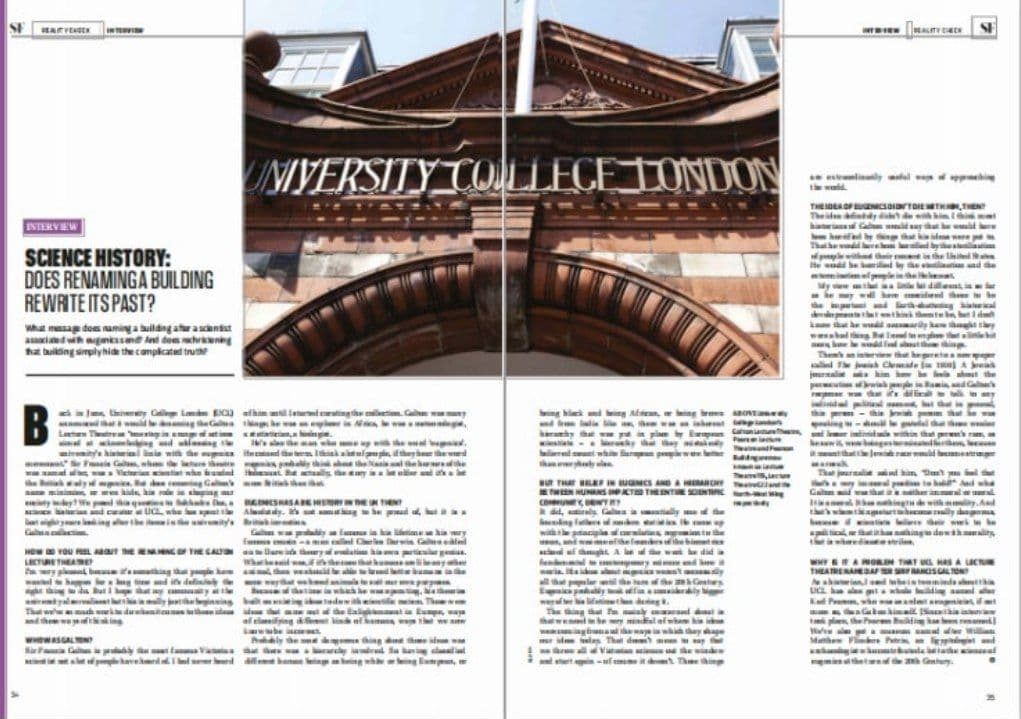 SF REALITY CHECK INTERVIEW
INTERVIEW REALITY CHECK SF
UNIVERSITY COLLEGE LONDON
INTERVIEW
SCIENCE HISTORY:
DOES RENAMING A BUILDING
REWRITE ITS PAST?
What message does naming a building after a scientist
associated with eugenics send? And does rechristening
that building simply hide the complicated truth?
Back in June, University College London (UCL)
announced that it would be renaming the Galton
Lecture Theatre as "one step in a range of actions
aimed at acknowledging and addressing the
university's historical links with the eugenics
movement." Sir Francis Galton, whom the lecture theatre
was named after, was a Victorian scientist who founded
the British study of eugenics. But does removing Galton's
name minimise, or even hide, his role in shaping our
society today? We posed this question to Subhadra Das, a
science historian and curator at UCL, who has spent the
last eight years looking after the items in the university's
Galton collection.
HOW DO YOU FEEL ABOUT THE RENAMING OF THE GALTON
LECTURE THEATRE?
I'm very pleased, because it's something that people have
wanted to happen for a long time and it's definitely the
right thing to do. But I hope that my community at the
university also realises that this is really just the beginning.
That we've so much work to do when it comes to these ideas
and these ways of thinking.
WHO WAS GALTON?
Sir Francis Galton is probably the most famous Victorian
scientist not a lot of people have heard of. I had never heard
of him until I started curating the collection. Galton was many
things; he was an explorer in Africa, he was a meteorologist,
a statistician, a biologist.
He's also the man who came up with the word 'eugenics'.
He coined the term. I think a lot of people, if they hear the word
eugenics, probably think about the Nazis and the horrors of the
Holocaust. But actually, the story is a lot older and it's a lot
more British than that.
EUGENICS HAS A BIG HISTORY IN THE UK THEN?
Absolutely. It's not something to be proud of, but it is a
British invention.
Galton was probably as famous in his lifetime as his very
famous cousin – a man called Charles Darwin. Galton added
on to Darwin's theory of evolution his own particular genius.
What he said was, if it's the case that humans are like any other
animal, then we should be able to breed better humans in the
same way that we breed animals to suit our own purposes.
Because of the time in which he was operating, his theories
built on existing ideas to do with scientific racism. These were
ideas that came out of the Enlightenment in Europe, ways
of classifying different kinds of humans, ways that we now
know to be incorrect.
Probably the most dangerous thing about these ideas was
that there was a hierarchy involved. So having classified
different human beings as being white or being European, or
being black and being African, or being brown
and from India like me, there was an inherent
hierarchy that was put in place by European
scientists – a hierarchy that they mistakenly
believed meant white European people were better
than everybody else.
BUT THAT BELIEF IN EUGENICS AND A HIERARCHY
BETWEEN HUMANS IMPACTED THE ENTIRE SCIENTIFIC
COMMUNITY, DIDN'T IT?
It did, entirely. Galton is essentially one of the
founding fathers of modern statistics. He came up
with the principles of correlation, regression to the
mean, and was one of the founders of the biometrics
school of thought. A lot of the work he did is
fundamental to contemporary science and how it
works. His ideas about eugenics weren't necessarily
all that popular until the turn of the 20th Century.
Eugenics probably took off in a considerably bigger
way after his lifetime than during it.
The thing that I'm mainly concerned about is
that we need to be very mindful of where his ideas
were coming from and the ways in which they shape
our ideas today. That doesn't mean to say that
we throw all of Victorian science out the window
and start again – of course it doesn't. These things
ABOVE University
College London's
Galton Lecture Theatre,
Pearson Lecture
Theatre and Pearson
Building are now
known as Lecture
Theatre 115, Lecture
Theatre G22 and the
North-West Wing
respectively
are extraordinarily useful ways of approaching
the world.
THE IDEA OF EUGENICS DIDN'T DIE WITH HIM, THEN?
The idea definitely didn't die with him. I think most
historians of Galton would say that he would have
been horrified by things that his ideas were put to.
That he would have been horrified by the sterilisation
of people without their consent in the United States.
He would be horrified by the sterilisation and the
extermination of people in the Holocaust.
My view on that is a little bit different, in so far
as he may well have considered them to be
the important and Earth-shattering historical
developments that we think them to be, but I don't
know that he would necessarily have thought they
were a bad thing. But I need to explore that a little bit
more, how he would feel about these things.
There's an interview that he gave to a newspaper
called The Jewish Chronicle [in 1910]. A Jewish
journalist asks him how he feels about the
persecution of Jewish people in Russia, and Galton's
response was that it's difficult to talk to any
individual political moment, but that in general,
this person – this Jewish person that he was
speaking to – should be grateful that these weaker
and lesser individuals within that person's race, as
he saw it, were being exterminated for them, because
it meant that the Jewish race would become stronger
as a result.
That journalist asked him, "Don't you feel that
that's a very immoral position to hold?" And what
Galton said was that it is neither immoral or moral.
It is amoral. It has nothing to do with morality. And
that's where things start to become really dangerous,
because if scientists believe their work to be
apolitical, or that it has nothing to do with morality,
that is where disaster strikes.
WHY IS IT A PROBLEM THAT UCL HAS A LECTURE
THEATRE NAMED AFTER SIR FRANCIS GALTON?
As a historian, I used to be in two minds about this.
UCL has also got a whole building named after
Karl Pearson, who was as ardent a eugenicist, if not
more so, than Galton himself. [Since this interview
took place, the Pearson Building has been renamed.]
We've also got a museum named after William
Matthew Flinders Petrie, an Egyptologist and
archaeologist who contributed a lot to the science of
eugenics at the turn of the 20th Century.
34
35